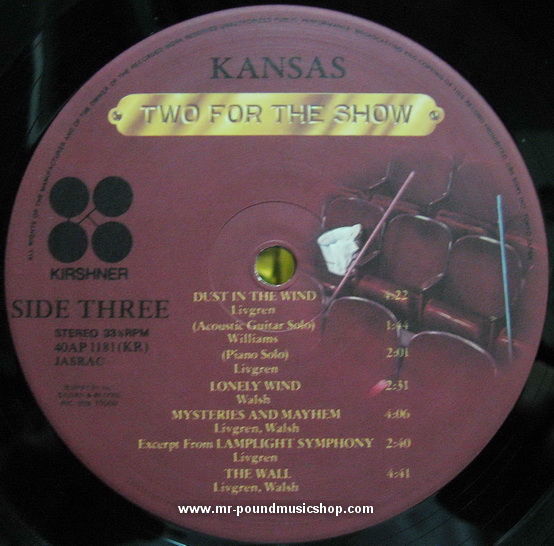 KANSAS
TWO FOR THE SHOW
KIRSHNER
SIDE THREE
STEREO 33⅓RPM
40AP 1181(KR)
JASRAC
DUST IN THE WIND 4:22
Livgren
(Acoustic Guitar Solo) 1:44
Williams
(Piano Solo) 2:01
Livgren
LONELY WIND 2:31
Walsh
MYSTERIES AND MAYHEM 4:06
Livgren, Walsh
Excerpt From LAMPLIGHT SYMPHONY 2:40
Livgren
THE WALL 4:41
Livgren, Walsh
www.mr-poundmusicshop.com